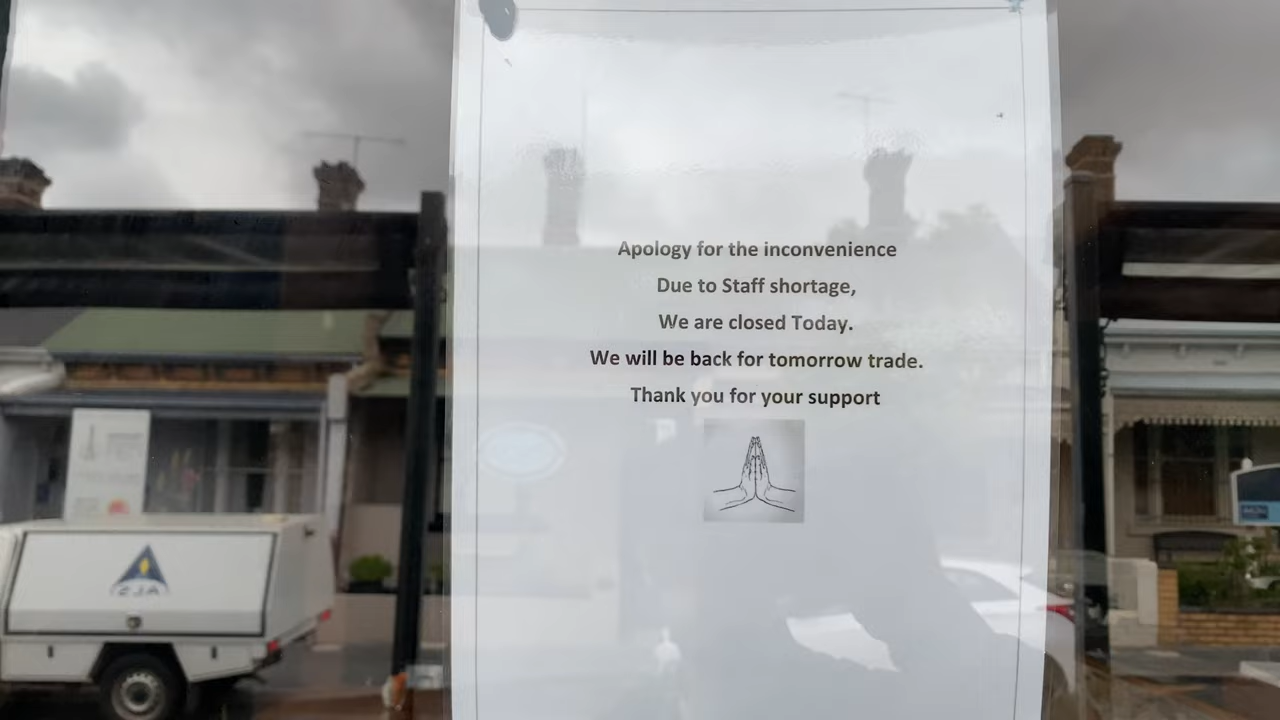 Apology for the inconvenience
Due to Staff shortage,
We are closed Today.
We will be back for tomorrow trade.
Thank you for your support